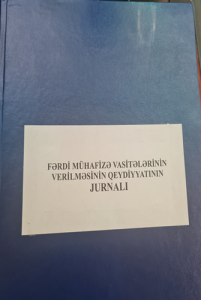 FƏRDİ MÜHAFİZƏ VASİTƏLƏRİNİN
VERİLMƏSİNİN QEYDİYYATININ
JURNALI